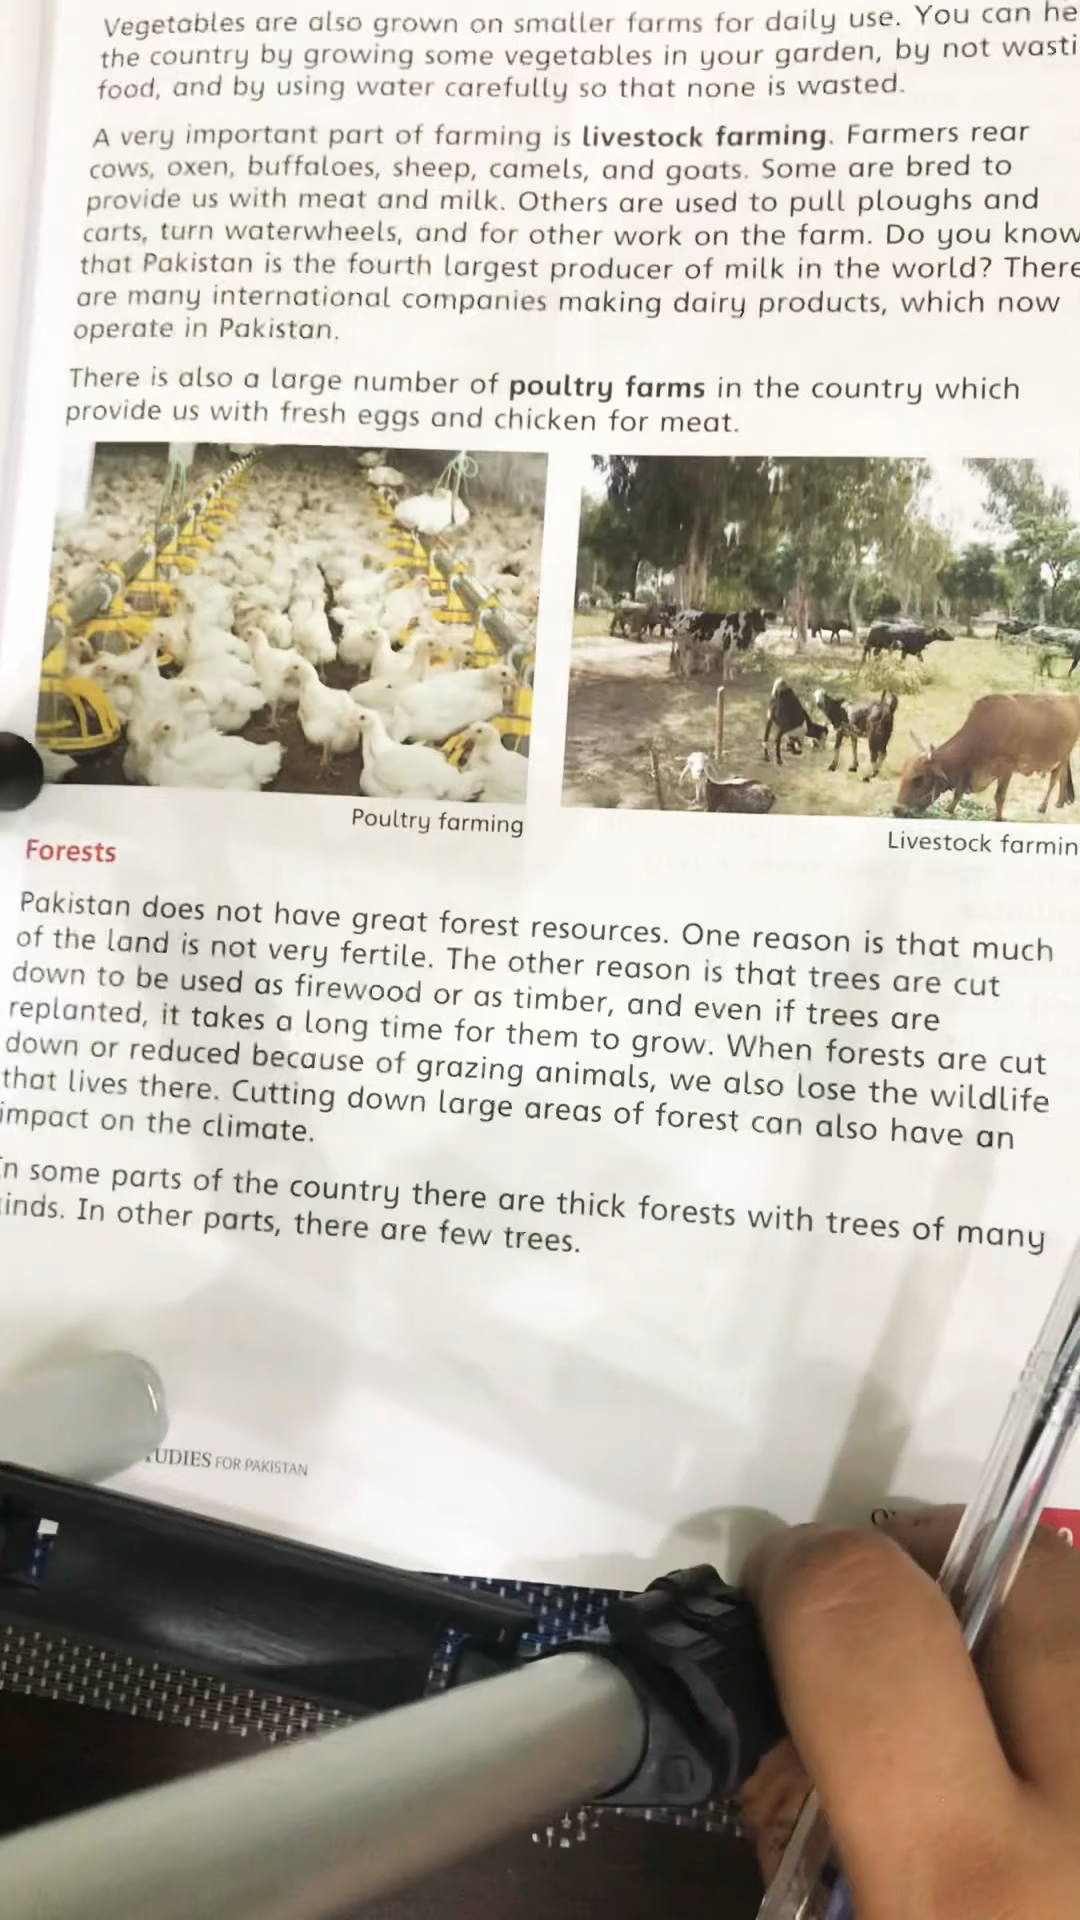 Vegetables are also grown on smaller farms for daily use. You can he
the country by growing some vegetables in your garden, by not wasti
food, and by using water carefully so that none is wasted.
A very important part of farming is livestock farming. Farmers rear
cows, oxen, buffaloes, sheep, camels, and goats. Some are bred to
provide us with meat and milk. Others are used to pull ploughs and
carts, turn waterwheels, and for other work on the farm. Do you know
that Pakistan is the fourth largest producer of milk in the world? There
are many international companies making dairy products, which now
operate in Pakistan.
There is also a large number of poultry farms in the country which
provide us with fresh eggs and chicken for meat.
Poultry farming
Livestock farmin
Forests
Pakistan does not have great forest resources. One reason is that much
of the land is not very fertile. The other reason is that trees are cut
down to be used as firewood or as timber, and even if trees are
replanted, it takes a long time for them to grow. When forests are cut
down or reduced because of grazing animals, we also lose the wildlife
that lives there. Cutting down large areas of forest can also have an
impact on the climate.
In some parts of the country there are thick forests with trees of many
inds. In other parts, there are few trees.
UDIES FOR PAKISTAN